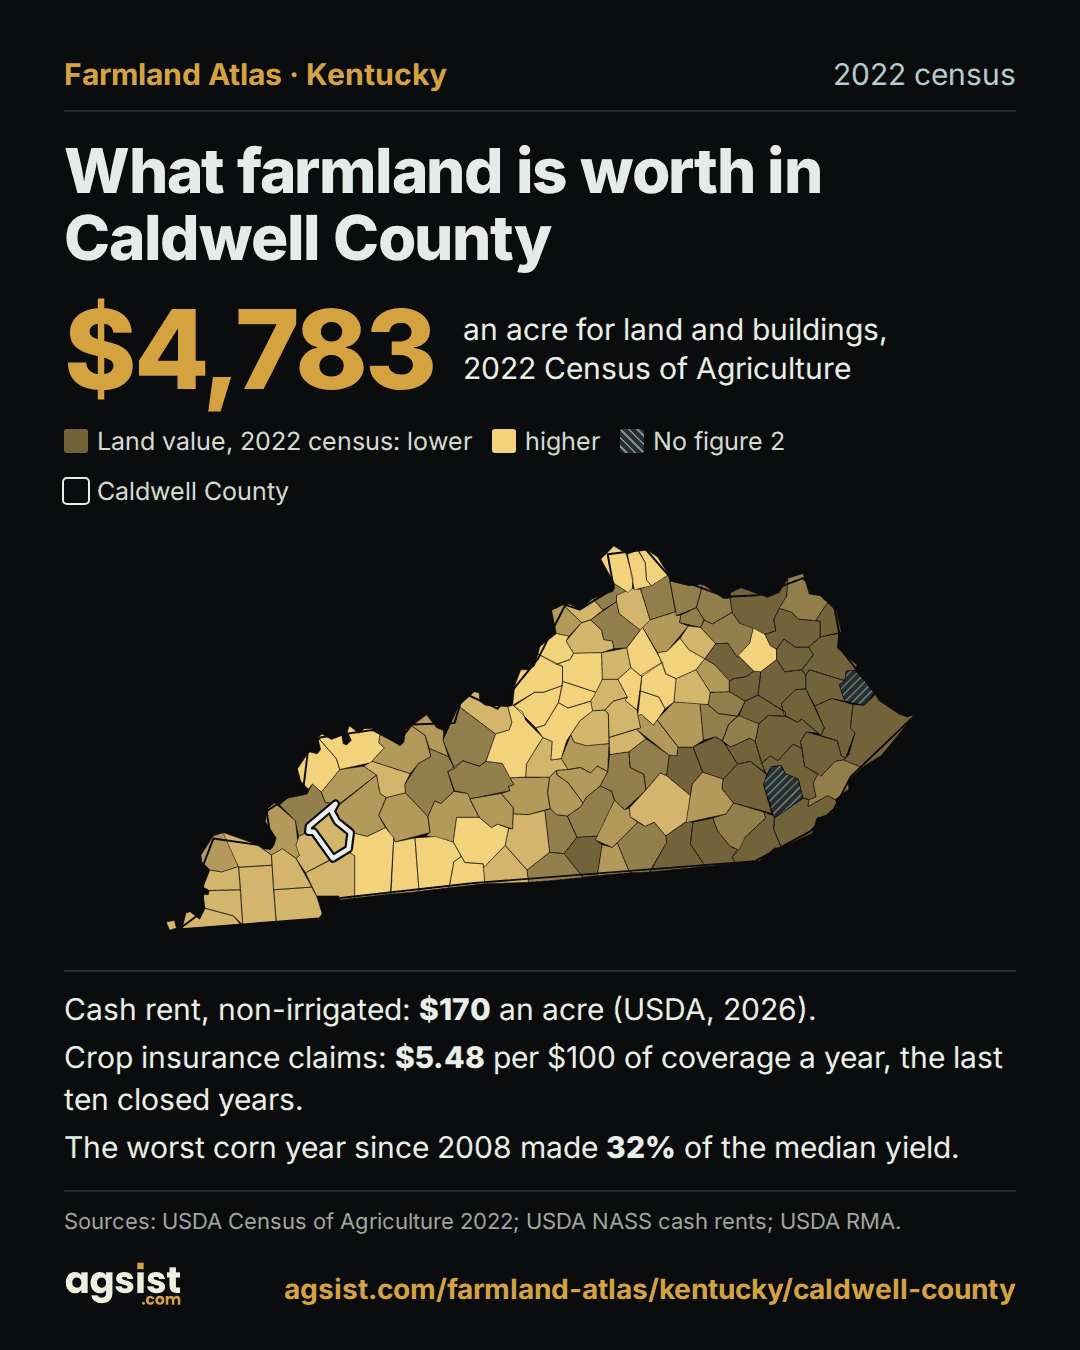 Farmland Atlas · Kentucky
2022 census
What farmland is worth in
Caldwell County
$4,783
an acre for land and buildings,
2022 Census of Agriculture
Land value, 2022 census: lower
higher
No figure 2
Caldwell County
Cash rent, non-irrigated: $170 an acre (USDA, 2026).
Crop insurance claims: $5.48 per $100 of coverage a year, the last
ten closed years.
The worst corn year since 2008 made 32% of the median yield.
Sources: USDA Census of Agriculture 2022; USDA NASS cash rents; USDA RMA.
agsist
.com
agsist.com/farmland-atlas/kentucky/caldwell-county